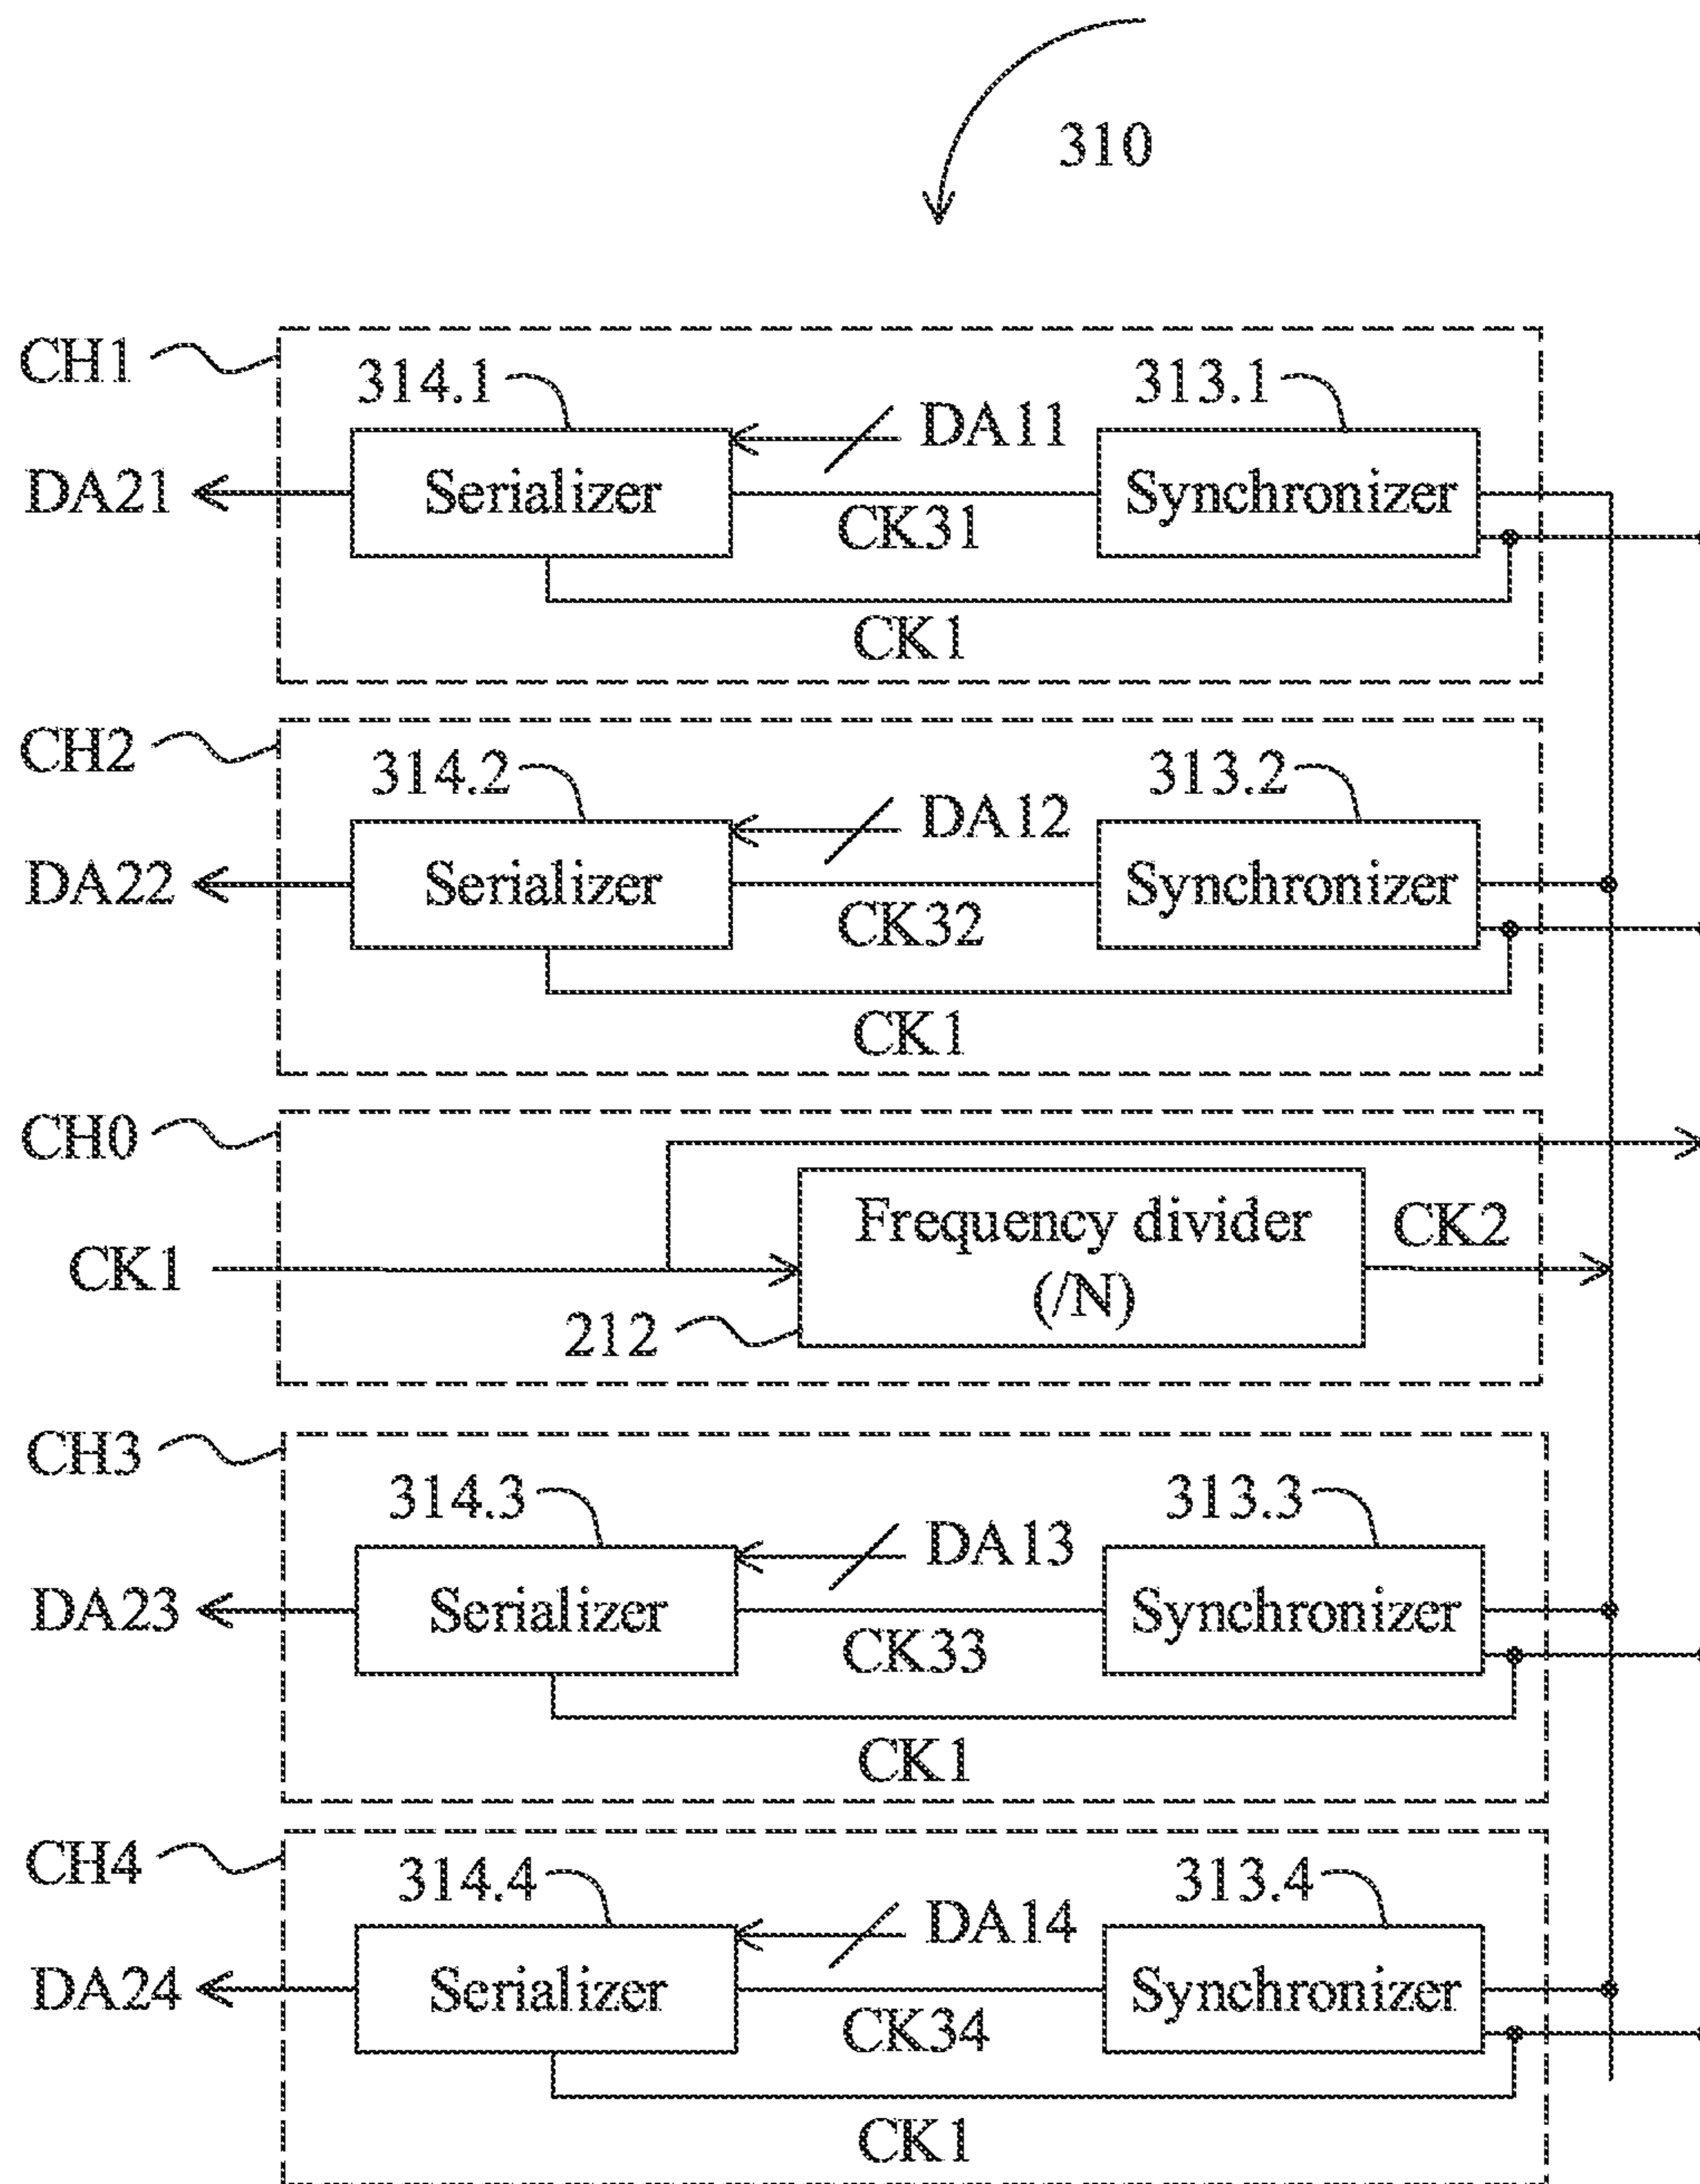 310
CH1
314.1
313.1
DA11
DA21
Serializer
Synchronizer
CK31
CK1
CH2
314.2
313.2
DA12
DA22
Serializer
Synchronizer
CK32
CK1
CH0
CK1
Frequency divider
(/N)
CK2
212
CH3
314.3
313.3
DA13
DA23
Serializer
Synchronizer
CK33
CK1
CH4
314.4
313.4
DA14
DA24
Serializer
Synchronizer
CK34
CK1